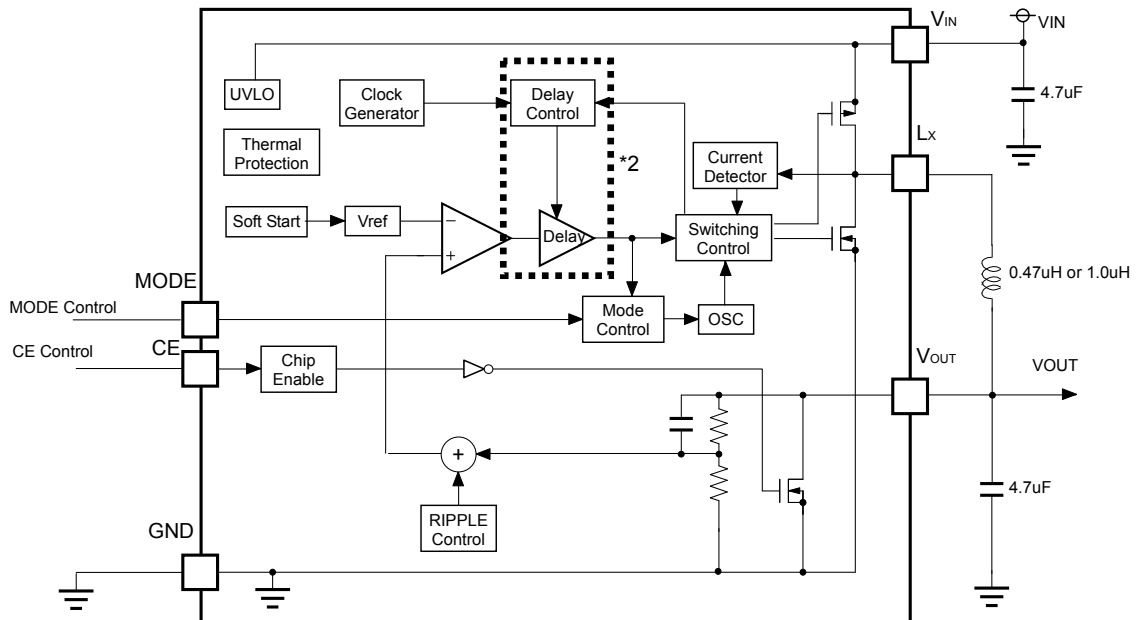 VIN
VIN
UVLO
Clock
Generator
Delay
Control
4.7uF
Thermal
Protection
*2
Current
Detector
LX
Soft Start
Vref
−
+
Delay
Switching
Control
0.47uH or 1.0uH
MODE
MODE Control
Mode
Control
OSC
CE Control
CE
Chip
Enable
VOUT
VOUT
+
RIPPLE
Control
4.7uF
GND